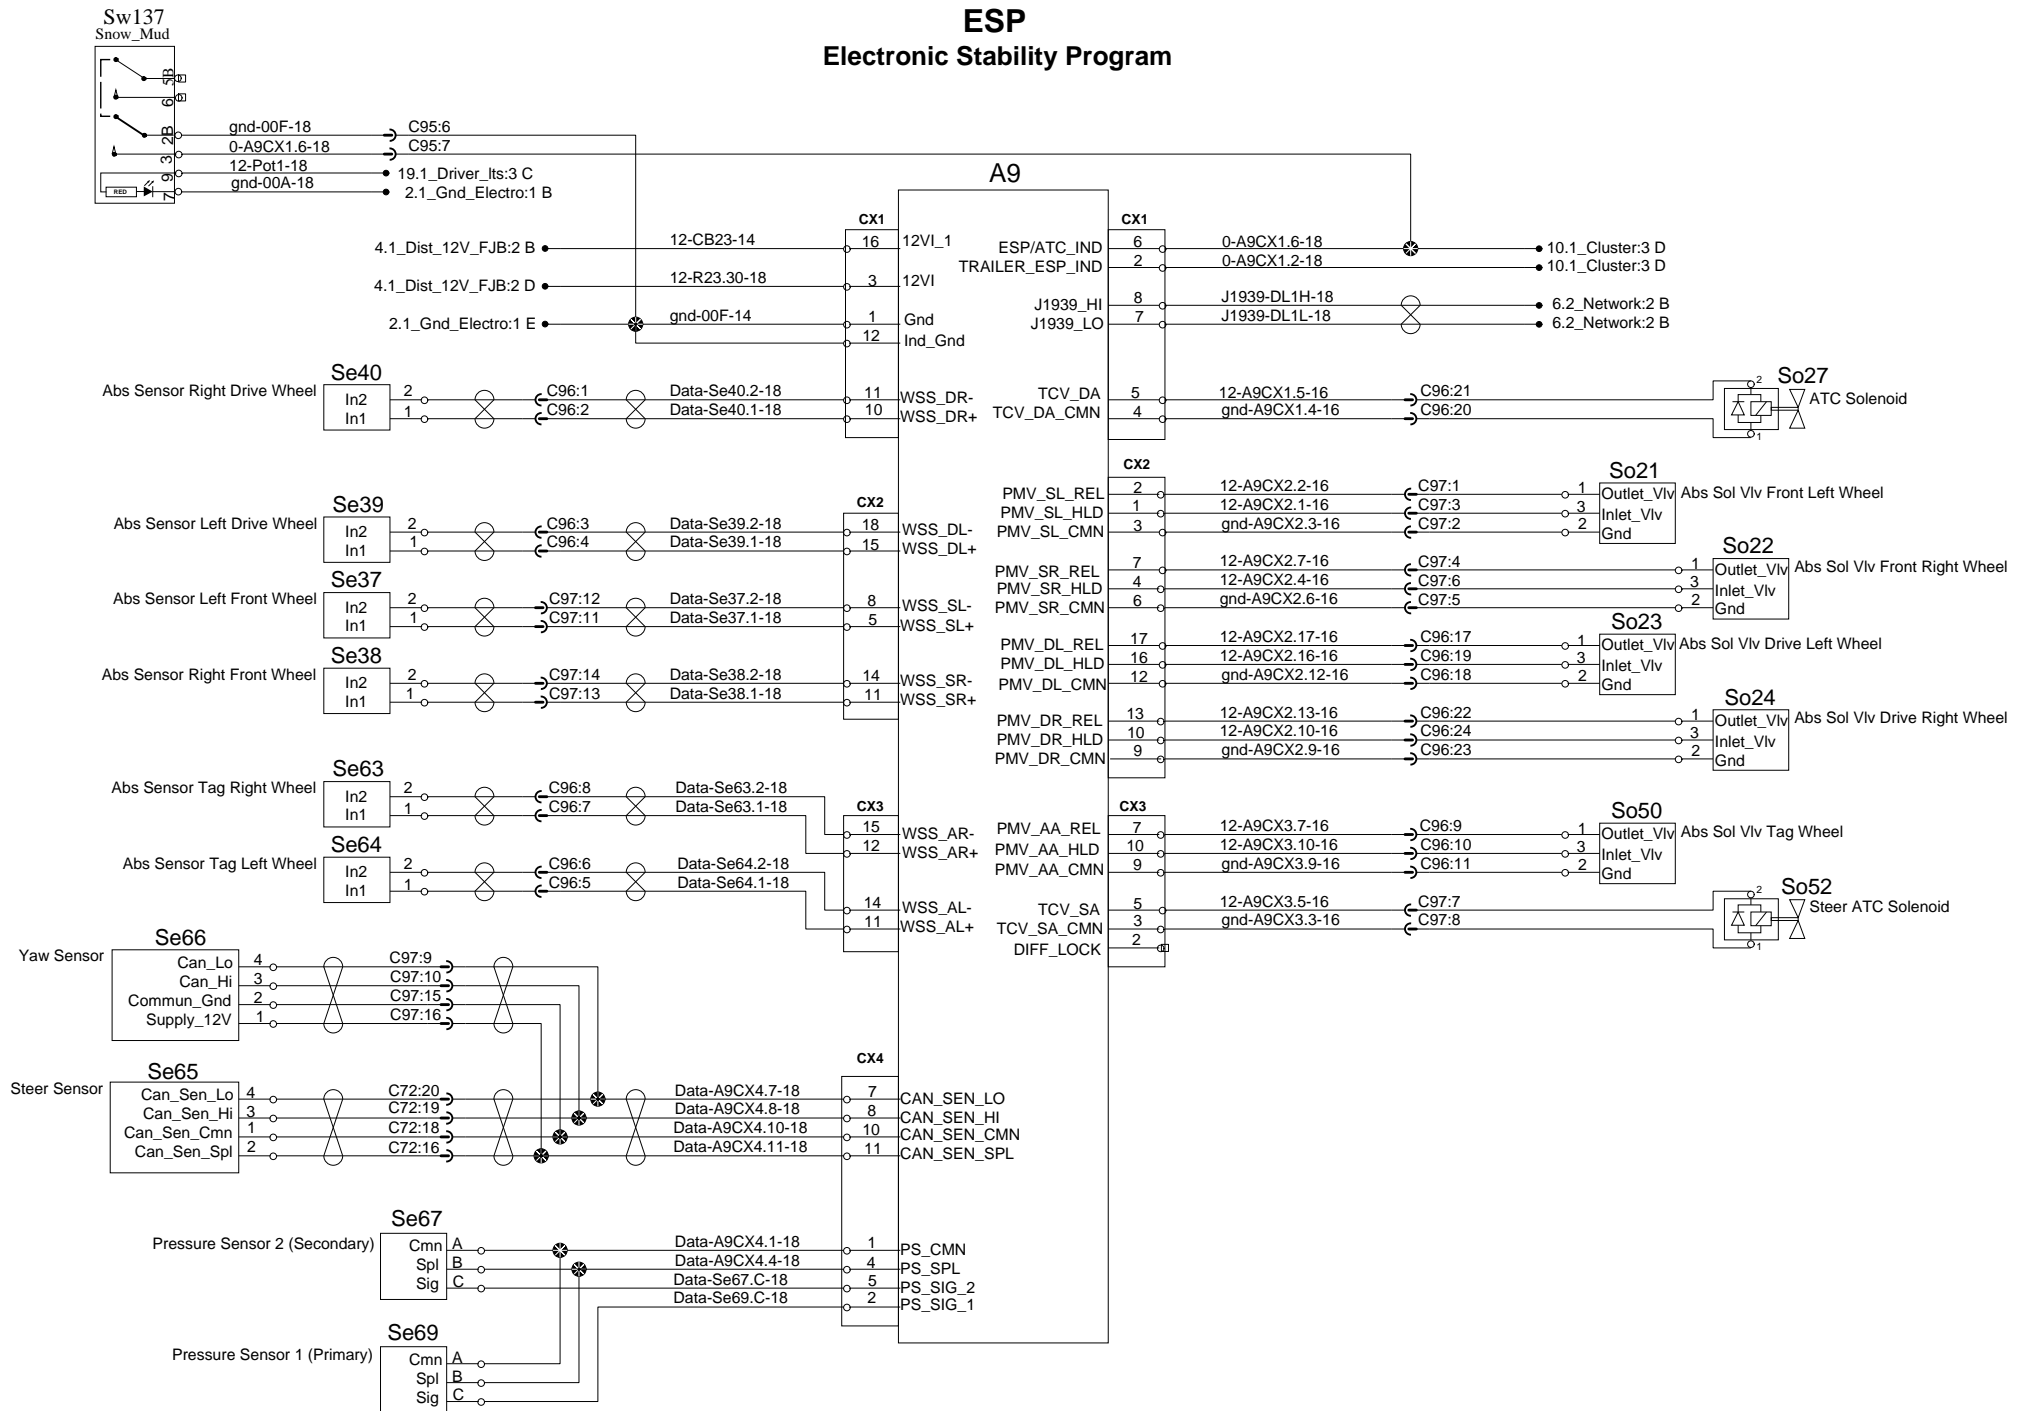 ESP
Electronic Stability Program
Sw137
Snow_Mud
5B
6
2B
3
9
7
RED
gnd-00F-18
C95:6
0-A9CX1.6-18
C95:7
12-Pot1-18
19.1_Driver_lts:3 C
gnd-00A-18
2.1_Gnd_Electro:1 B
A9
CX1
4.1_Dist_12V_FJB:2 B
12-CB23-14
16
12VI_1
4.1_Dist_12V_FJB:2 D
12-R23.30-18
3
12VI
2.1_Gnd_Electro:1 E
gnd-00F-14
1
Gnd
12
Ind_Gnd
Se40
Abs Sensor Right Drive Wheel
In2
2
C96:1
Data-Se40.2-18
11
WSS_DR-
In1
1
C96:2
Data-Se40.1-18
10
WSS_DR+
CX2
Se39
Abs Sensor Left Drive Wheel
In2
2
C96:3
Data-Se39.2-18
18
WSS_DL-
In1
1
C96:4
Data-Se39.1-18
15
WSS_DL+
Se37
Abs Sensor Left Front Wheel
In2
2
C97:12
Data-Se37.2-18
8
WSS_SL-
In1
1
C97:11
Data-Se37.1-18
5
WSS_SL+
Se38
Abs Sensor Right Front Wheel
In2
2
C97:14
Data-Se38.2-18
14
WSS_SR-
In1
1
C97:13
Data-Se38.1-18
11
WSS_SR+
Se63
Abs Sensor Tag Right Wheel
In2
2
C96:8
Data-Se63.2-18
In1
1
C96:7
Data-Se63.1-18
CX3
15
WSS_AR-
12
WSS_AR+
Se64
Abs Sensor Tag Left Wheel
In2
2
C96:6
Data-Se64.2-18
In1
1
C96:5
Data-Se64.1-18
14
WSS_AL-
11
WSS_AL+
Se66
Yaw Sensor
Can_Lo
4
C97:9
Can_Hi
3
C97:10
Commun_Gnd
2
C97:15
Supply_12V
1
C97:16
CX4
Se65
Steer Sensor
Can_Sen_Lo
4
C72:20
Data-A9CX4.7-18
7
CAN_SEN_LO
Can_Sen_Hi
3
C72:19
Data-A9CX4.8-18
8
CAN_SEN_HI
Can_Sen_Cmn
1
C72:18
Data-A9CX4.10-18
10
CAN_SEN_CMN
Can_Sen_Spl
2
C72:16
Data-A9CX4.11-18
11
CAN_SEN_SPL
Se67
Pressure Sensor 2 (Secondary)
Cmn
A
Data-A9CX4.1-18
1
PS_CMN
Spl
B
Data-A9CX4.4-18
4
PS_SPL
Sig
C
Data-Se67.C-18
5
PS_SIG_2
Data-Se69.C-18
2
PS_SIG_1
Se69
Pressure Sensor 1 (Primary)
Cmn
A
Spl
B
Sig
C
CX1
ESP/ATC_IND
6
0-A9CX1.6-18
10.1_Cluster:3 D
TRAILER_ESP_IND
2
0-A9CX1.2-18
10.1_Cluster:3 D
J1939_HI
8
J1939-DL1H-18
6.2_Network:2 B
J1939_LO
7
J1939-DL1L-18
6.2_Network:2 B
TCV_DA
5
12-A9CX1.5-16
C96:21
TCV_DA_CMN
4
gnd-A9CX1.4-16
C96:20
2
So27
ATC Solenoid
1
CX2
So21
PMV_SL_REL
2
12-A9CX2.2-16
C97:1
1
Outlet_Vlv
Abs Sol Vlv Front Left Wheel
PMV_SL_HLD
1
12-A9CX2.1-16
C97:3
3
Inlet_Vlv
PMV_SL_CMN
3
gnd-A9CX2.3-16
C97:2
2
Gnd
So22
PMV_SR_REL
7
12-A9CX2.7-16
C97:4
1
Outlet_Vlv
Abs Sol Vlv Front Right Wheel
PMV_SR_HLD
4
12-A9CX2.4-16
C97:6
3
Inlet_Vlv
PMV_SR_CMN
6
gnd-A9CX2.6-16
C97:5
2
Gnd
So23
PMV_DL_REL
17
12-A9CX2.17-16
C96:17
1
Outlet_Vlv
Abs Sol Vlv Drive Left Wheel
PMV_DL_HLD
16
12-A9CX2.16-16
C96:19
3
Inlet_Vlv
PMV_DL_CMN
12
gnd-A9CX2.12-16
C96:18
2
Gnd
So24
PMV_DR_REL
13
12-A9CX2.13-16
C96:22
1
Outlet_Vlv
Abs Sol Vlv Drive Right Wheel
PMV_DR_HLD
10
12-A9CX2.10-16
C96:24
3
Inlet_Vlv
PMV_DR_CMN
9
gnd-A9CX2.9-16
C96:23
2
Gnd
CX3
So50
PMV_AA_REL
7
12-A9CX3.7-16
C96:9
1
Outlet_Vlv
Abs Sol Vlv Tag Wheel
PMV_AA_HLD
10
12-A9CX3.10-16
C96:10
3
Inlet_Vlv
PMV_AA_CMN
9
gnd-A9CX3.9-16
C96:11
2
Gnd
TCV_SA
5
12-A9CX3.5-16
C97:7
TCV_SA_CMN
3
gnd-A9CX3.3-16
C97:8
DIFF_LOCK
2
2
So52
Steer ATC Solenoid
1